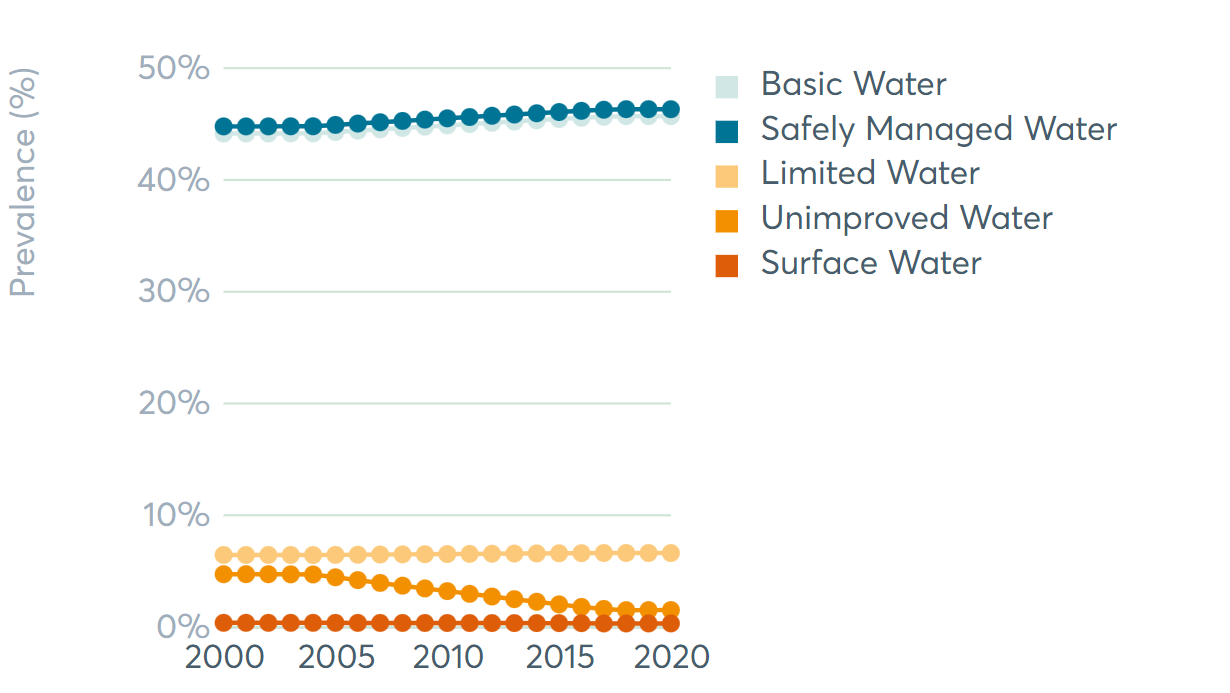 Prevalence (%)
50%
40%
30%
20%
10%
0%
2000 2005 2010 2015 2020
Basic Water
Safely Managed Water
Limited Water
Unimproved Water
Surface Water